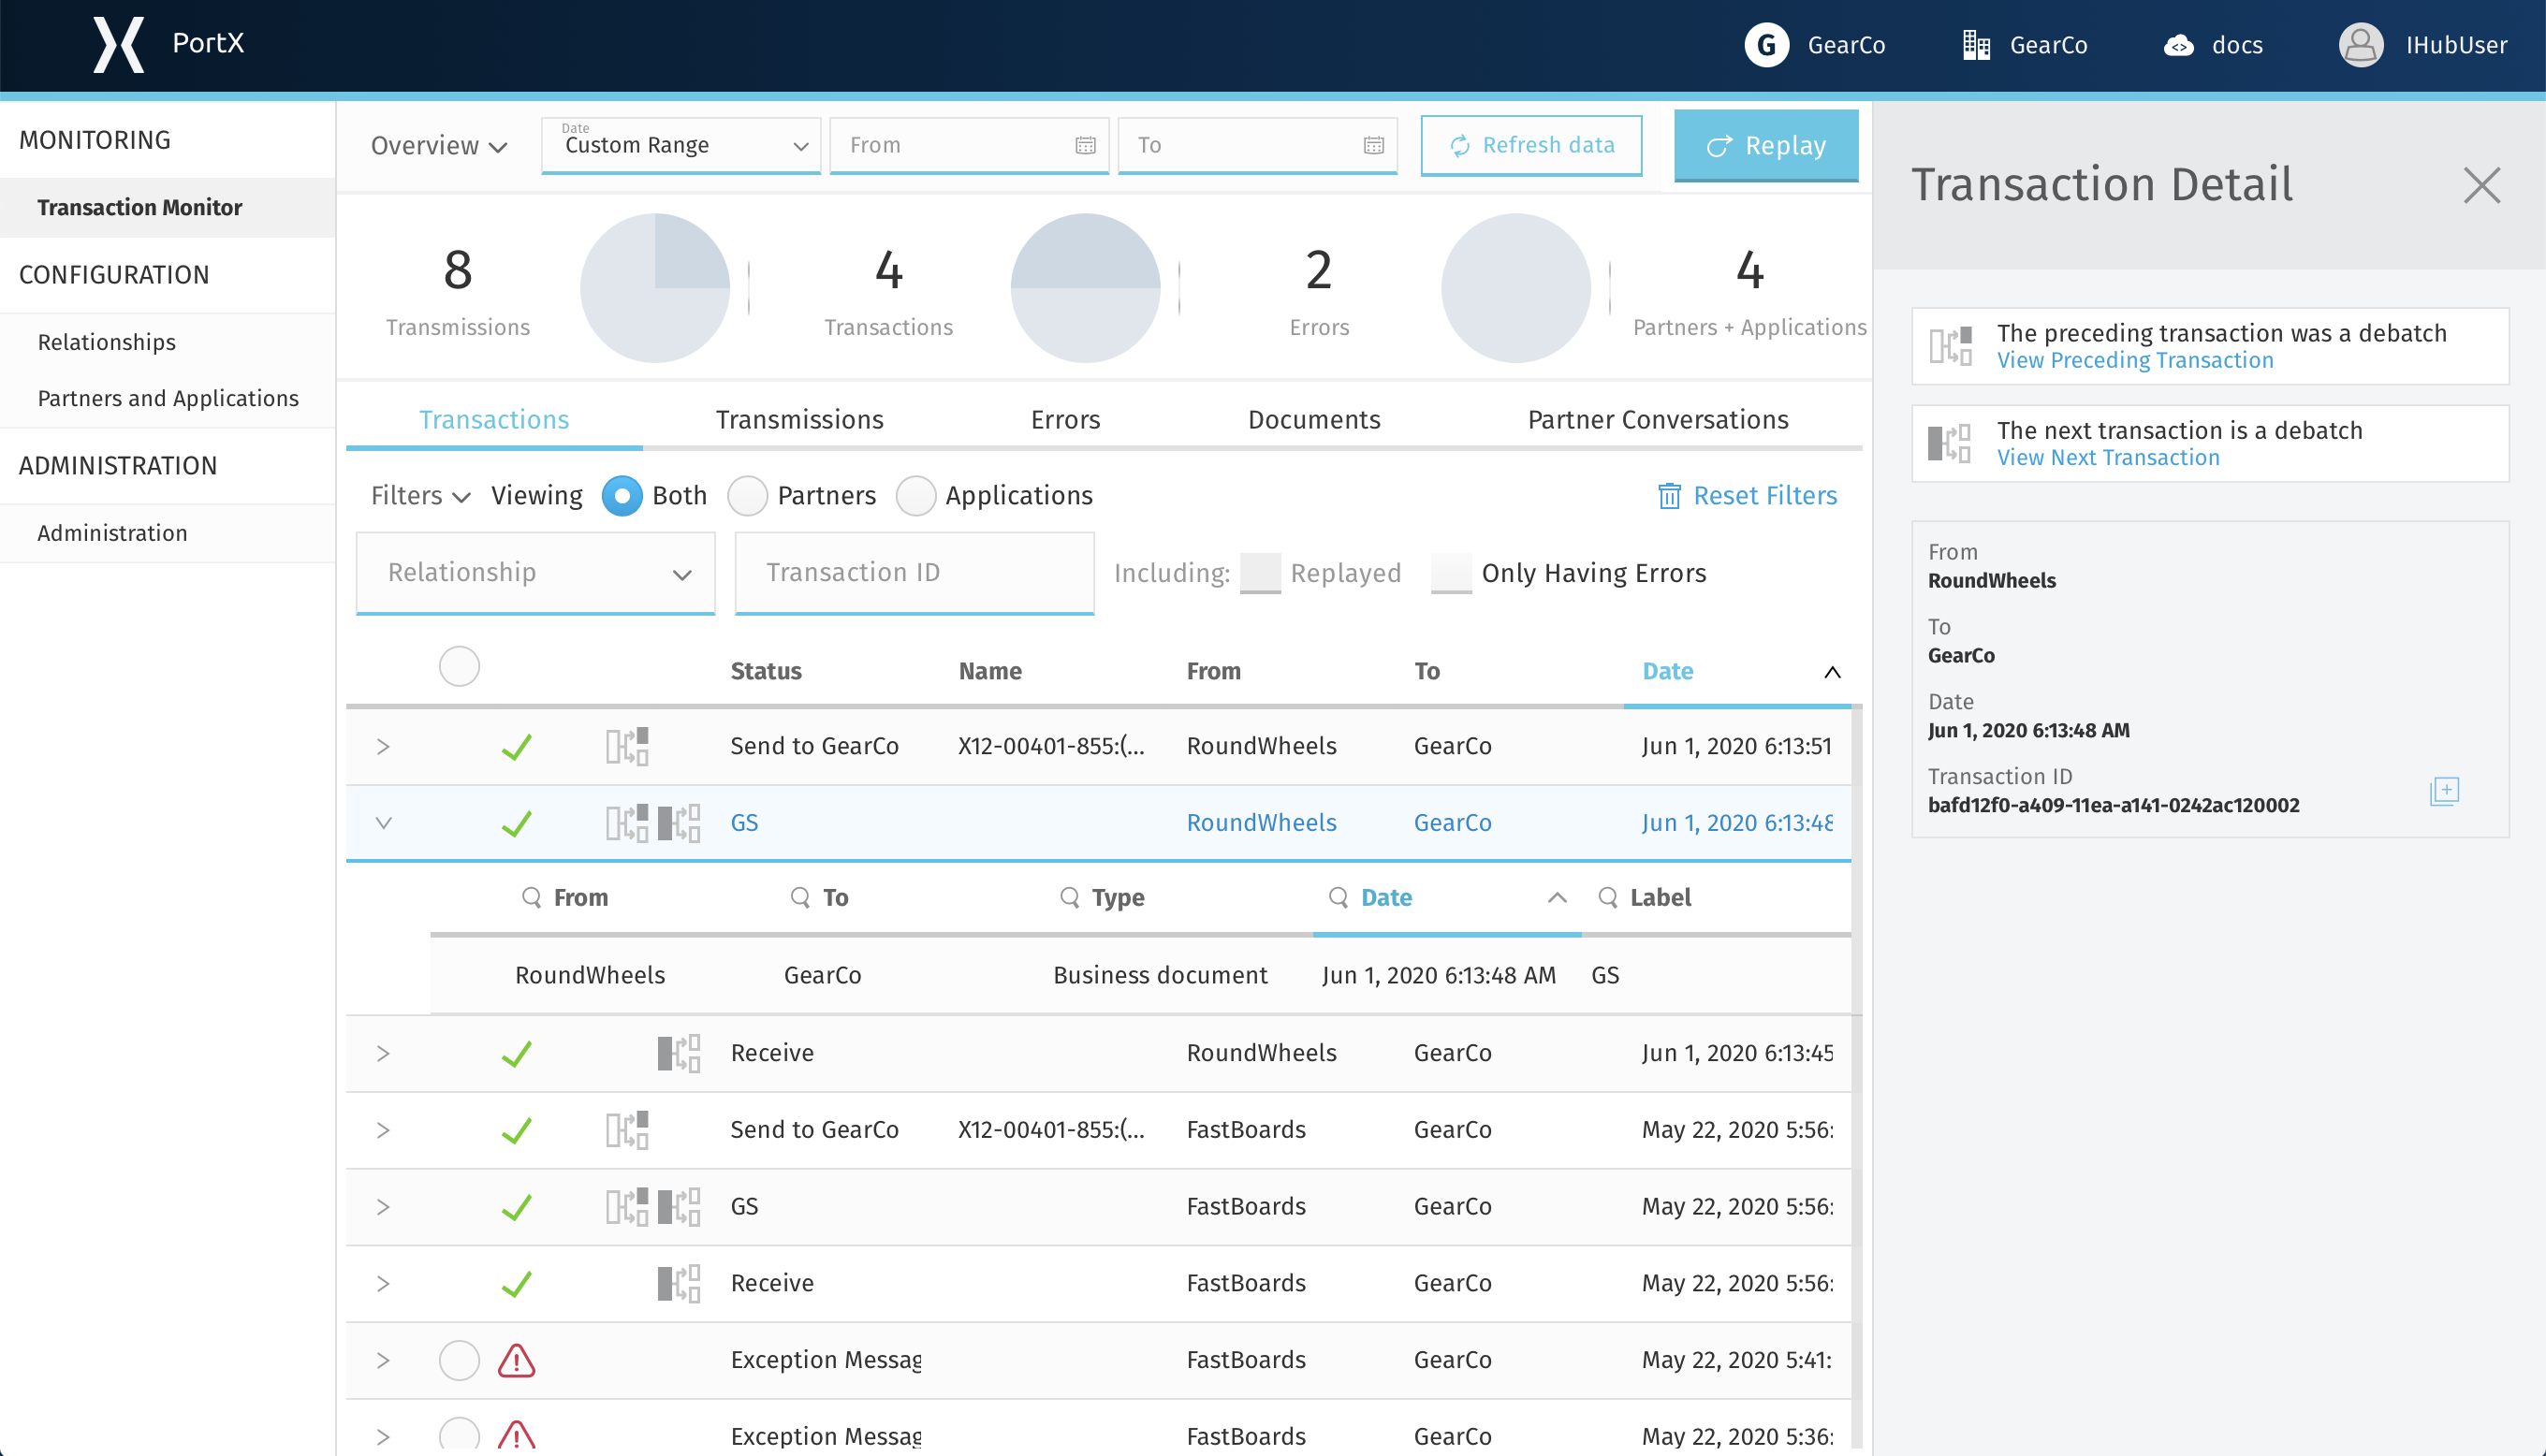 PortX
G GearCo
GearCo
docs
IHubUser
MONITORING
Transaction Monitor
CONFIGURATION
Relationships
Partners and Applications
ADMINISTRATION
Administration
Overview
Date
Custom Range
From
To
Refresh data
Replay
8
Transmissions
4
Transactions
2
Errors
4
Partners + Applications
Transactions Transmissions Errors Documents Partner Conversations
Filters Viewing Both Partners Applications Reset Filters
Relationship Transaction ID Including: Replayed Only Having Errors
Status Name From To Date
Send to GearCo X12-00401-855:(... RoundWheels GearCo Jun 1, 2020 6:13:51
GS RoundWheels GearCo Jun 1, 2020 6:13:48
From To Type Date Label
RoundWheels GearCo Business document Jun 1, 2020 6:13:48 AM GS
Receive RoundWheels GearCo Jun 1, 2020 6:13:45
Send to GearCo X12-00401-855:(... FastBoards GearCo May 22, 2020 5:56:
GS FastBoards GearCo May 22, 2020 5:56:
Receive FastBoards GearCo May 22, 2020 5:56:
Exception Messag FastBoards GearCo May 22, 2020 5:41:
Exception Messag FastBoards GearCo May 22, 2020 5:36:
Transaction Detail
The preceding transaction was a debatch
View Preceding Transaction
The next transaction is a debatch
View Next Transaction
From
RoundWheels
To
GearCo
Date
Jun 1, 2020 6:13:48 AM
Transaction ID
bafd12f0-a409-11ea-a141-0242ac120002